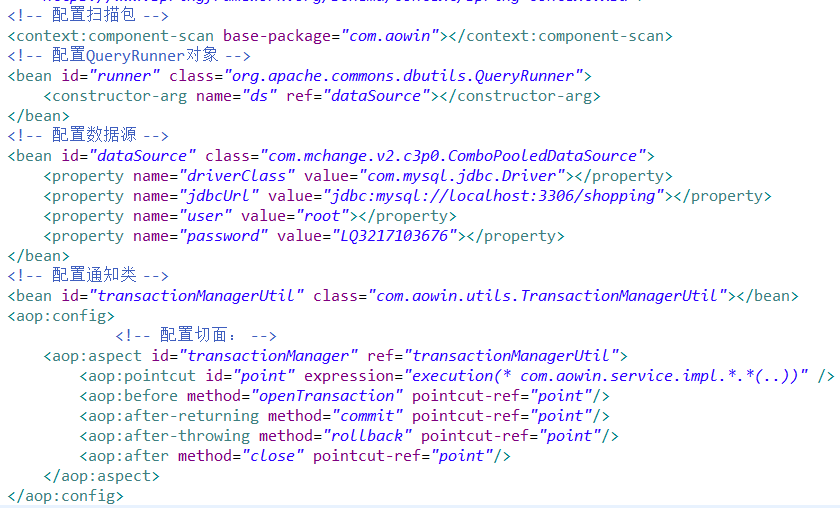 <!-- 配置扫描包 -->
<context:component-scan base-package="com.aowin"></context:component-scan>
<!-- 配置QueryRunner对象 -->
<bean id="runner" class="org.apache.commons.dbutils.QueryRunner">
    <constructor-arg name="ds" ref="dataSource"></constructor-arg>
</bean>
<!-- 配置数据源 -->
<bean id="dataSource" class="com.mchange.v2.c3p0.ComboPooledDataSource">
    <property name="driverClass" value="com.mysql.jdbc.Driver"></property>
    <property name="jdbcUrl" value="jdbc:mysql://localhost:3306/shopping"></property>
    <property name="user" value="root"></property>
    <property name="password" value="LQ3217103676"></property>
</bean>
<!-- 配置通知类 -->
<bean id="transactionManagerUtil" class="com.aowin.utils.TransactionManagerUtil"></bean>
<aop:config>
            <!-- 配置切面： -->
    <aop:aspect id="transactionManager" ref="transactionManagerUtil">
        <aop:pointcut id="point" expression="execution(* com.aowin.service.impl.*.*(..))" />
        <aop:before method="openTransaction" pointcut-ref="point"/>
        <aop:after-returning method="commit" pointcut-ref="point"/>
        <aop:after-throwing method="rollback" pointcut-ref="point"/>
        <aop:after method="close" pointcut-ref="point"/>
    </aop:aspect>
</aop:config>